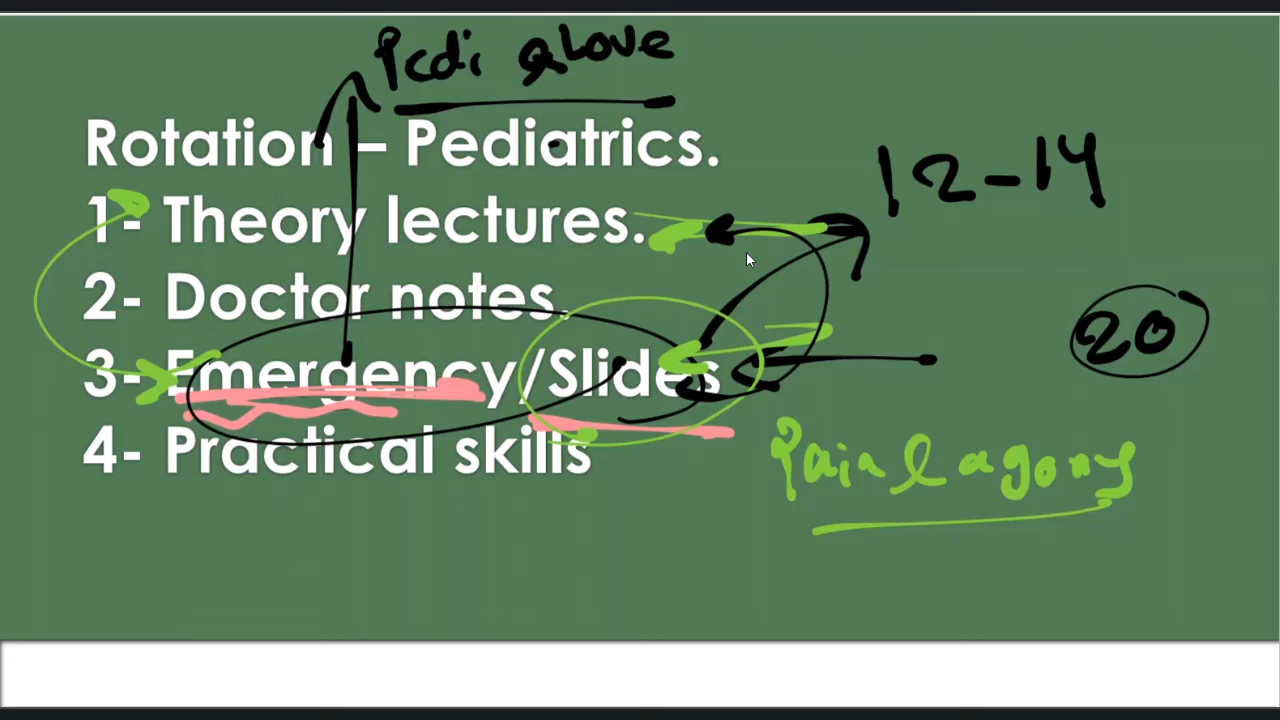 Pedi glove
Rotation – Pediatrics.
12-14
1- Theory lectures.
2- Doctor notes.
20
3- Emergency/Slides
4- Practical skills
Pain & agony